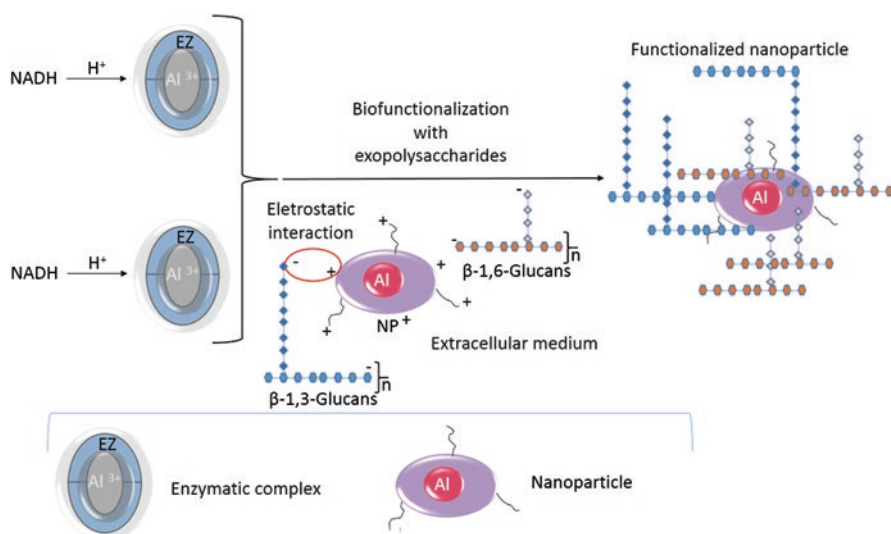 EZ
Al 3+
NADH
H+
Biofunctionalization
with
exopolysaccharides
Functionalized nanoparticle
Al
EZ
Al 3+
NADH
H+
Eletrostatic
interaction
-
+
+
+
+
+
Al
NP +
-
-
n
β-1,6-Glucans
Extracellular medium
-
n
β-1,3-Glucans
EZ
Al 3+
Enzymatic complex
Al
Nanoparticle